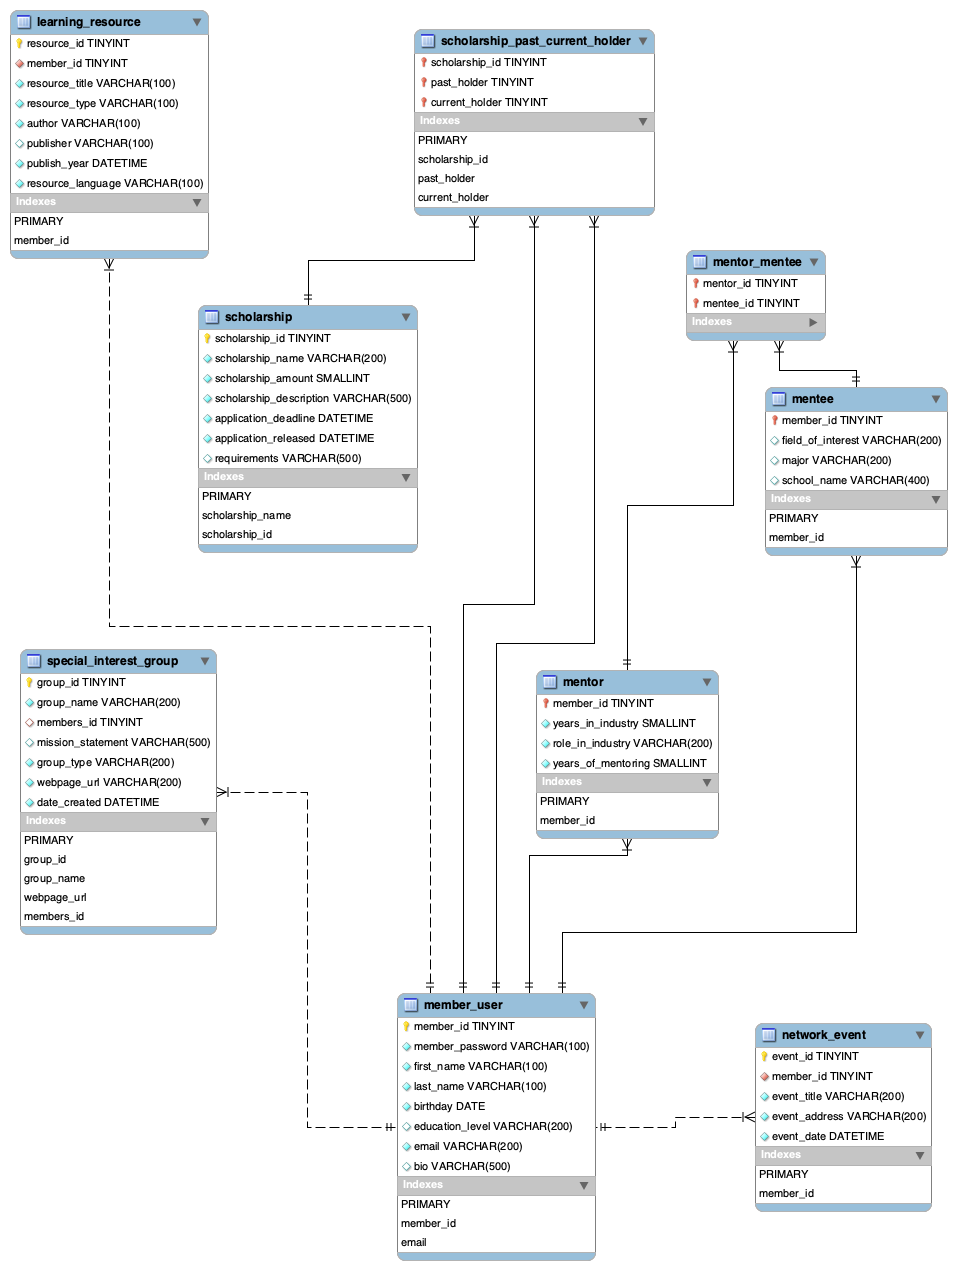 learning_resource
resource_id TINYINT
member_id TINYINT
resource_title VARCHAR(100)
resource_type VARCHAR(100)
author VARCHAR(100)
publisher VARCHAR(100)
publish_year DATETIME
resource_language VARCHAR(100)
Indexes
PRIMARY
member_id
scholarship_past_current_holder
scholarship_id TINYINT
past_holder TINYINT
current_holder TINYINT
Indexes
PRIMARY
scholarship_id
past_holder
current_holder
mentor_mentee
mentor_id TINYINT
mentee_id TINYINT
Indexes
scholarship
scholarship_id TINYINT
scholarship_name VARCHAR(200)
scholarship_amount SMALLINT
scholarship_description VARCHAR(500)
application_deadline DATETIME
application_released DATETIME
requirements VARCHAR(500)
Indexes
PRIMARY
scholarship_name
scholarship_id
mentee
member_id TINYINT
field_of_interest VARCHAR(200)
major VARCHAR(200)
school_name VARCHAR(400)
Indexes
PRIMARY
member_id
special_interest_group
group_id TINYINT
group_name VARCHAR(200)
members_id TINYINT
mission_statement VARCHAR(500)
group_type VARCHAR(200)
webpage_url VARCHAR(200)
date_created DATETIME
Indexes
PRIMARY
group_id
group_name
webpage_url
members_id
mentor
member_id TINYINT
years_in_industry SMALLINT
role_in_industry VARCHAR(200)
years_of_mentoring SMALLINT
Indexes
PRIMARY
member_id
member_user
member_id TINYINT
member_password VARCHAR(100)
first_name VARCHAR(100)
last_name VARCHAR(100)
birthday DATE
education_level VARCHAR(200)
email VARCHAR(200)
bio VARCHAR(500)
Indexes
PRIMARY
member_id
email
network_event
event_id TINYINT
member_id TINYINT
event_title VARCHAR(200)
event_address VARCHAR(200)
event_date DATETIME
Indexes
PRIMARY
member_id